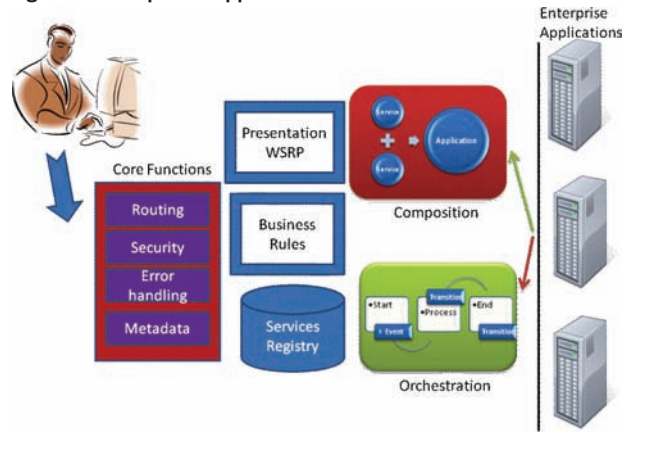 Enterprise
Applications
Presentation
WSRP
Service
Service
Application
Composition
Core Functions
Routing
Security
Error
handling
Metadata
Business
Rules
Services
Registry
•Start
Event
Transition
•Process
•End
Transition
Orchestration